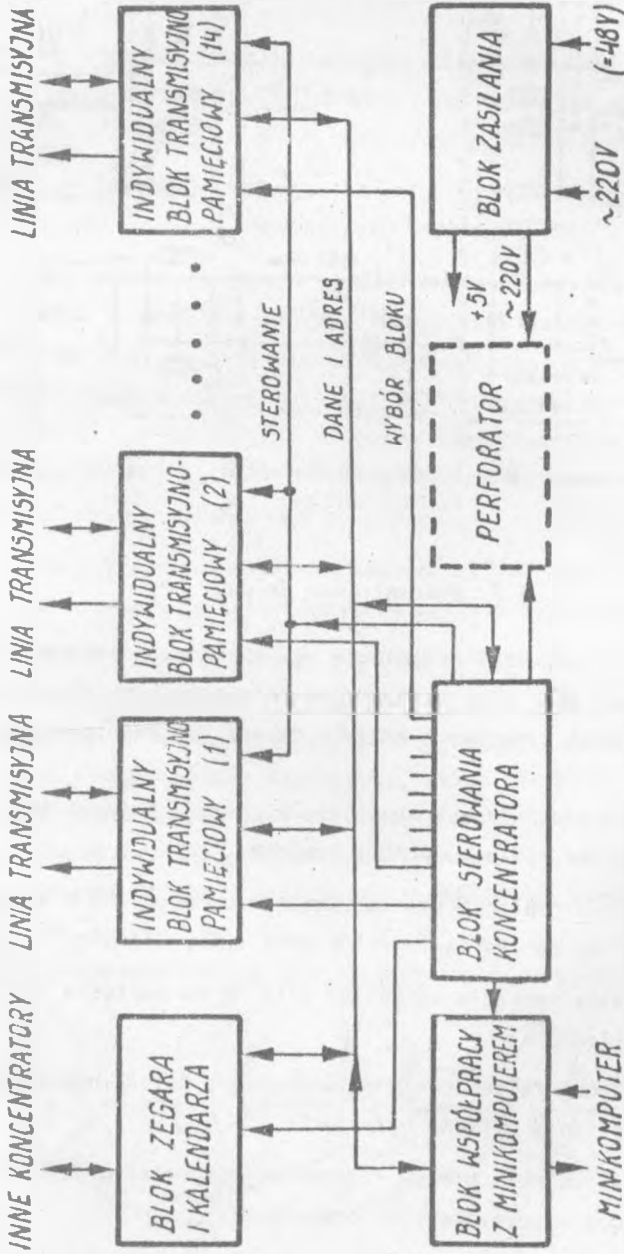 INNE KONCENTRATORY
LINIA TRANSMISYJNA
LINIA TRANSMISYJNA
LINIA TRANSMISYJNA
BLOK ZEGARA
I KALENDARZA
INDYWIDUALNY
BLOK TRANSMISYJNO
PAMIĘCIOWY (1)
INDYWIDUALNY
BLOK TRANSMISYJNO-
PAMIĘCIOWY (2)
INDYWIDUALNY
BLOK TRANSMISYJNO
PAMIĘCIOWY (14)
STEROWANIE
DANE I ADRES
WYBÓR BLOKU
BLOK WSPÓŁPRACY
Z MINIKOMPUTEREM
BLOK STEROWANIA
KONCENTRATORA
PERFORATOR
5V
~220V
BLOK ZASILANIA
MINIKOMPUTER
~220V
(=48V)